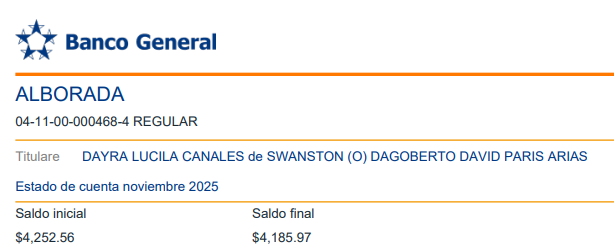 Banco General
ALBORADA
04-11-00-000468-4 REGULAR
Titulare DAYRA LUCILA CANALES de SWANSTON (O) DAGOBERTO DAVID PARIS ARIAS
Estado de cuenta noviembre 2025
Saldo inicial Saldo final
$4,252.56 $4,185.97